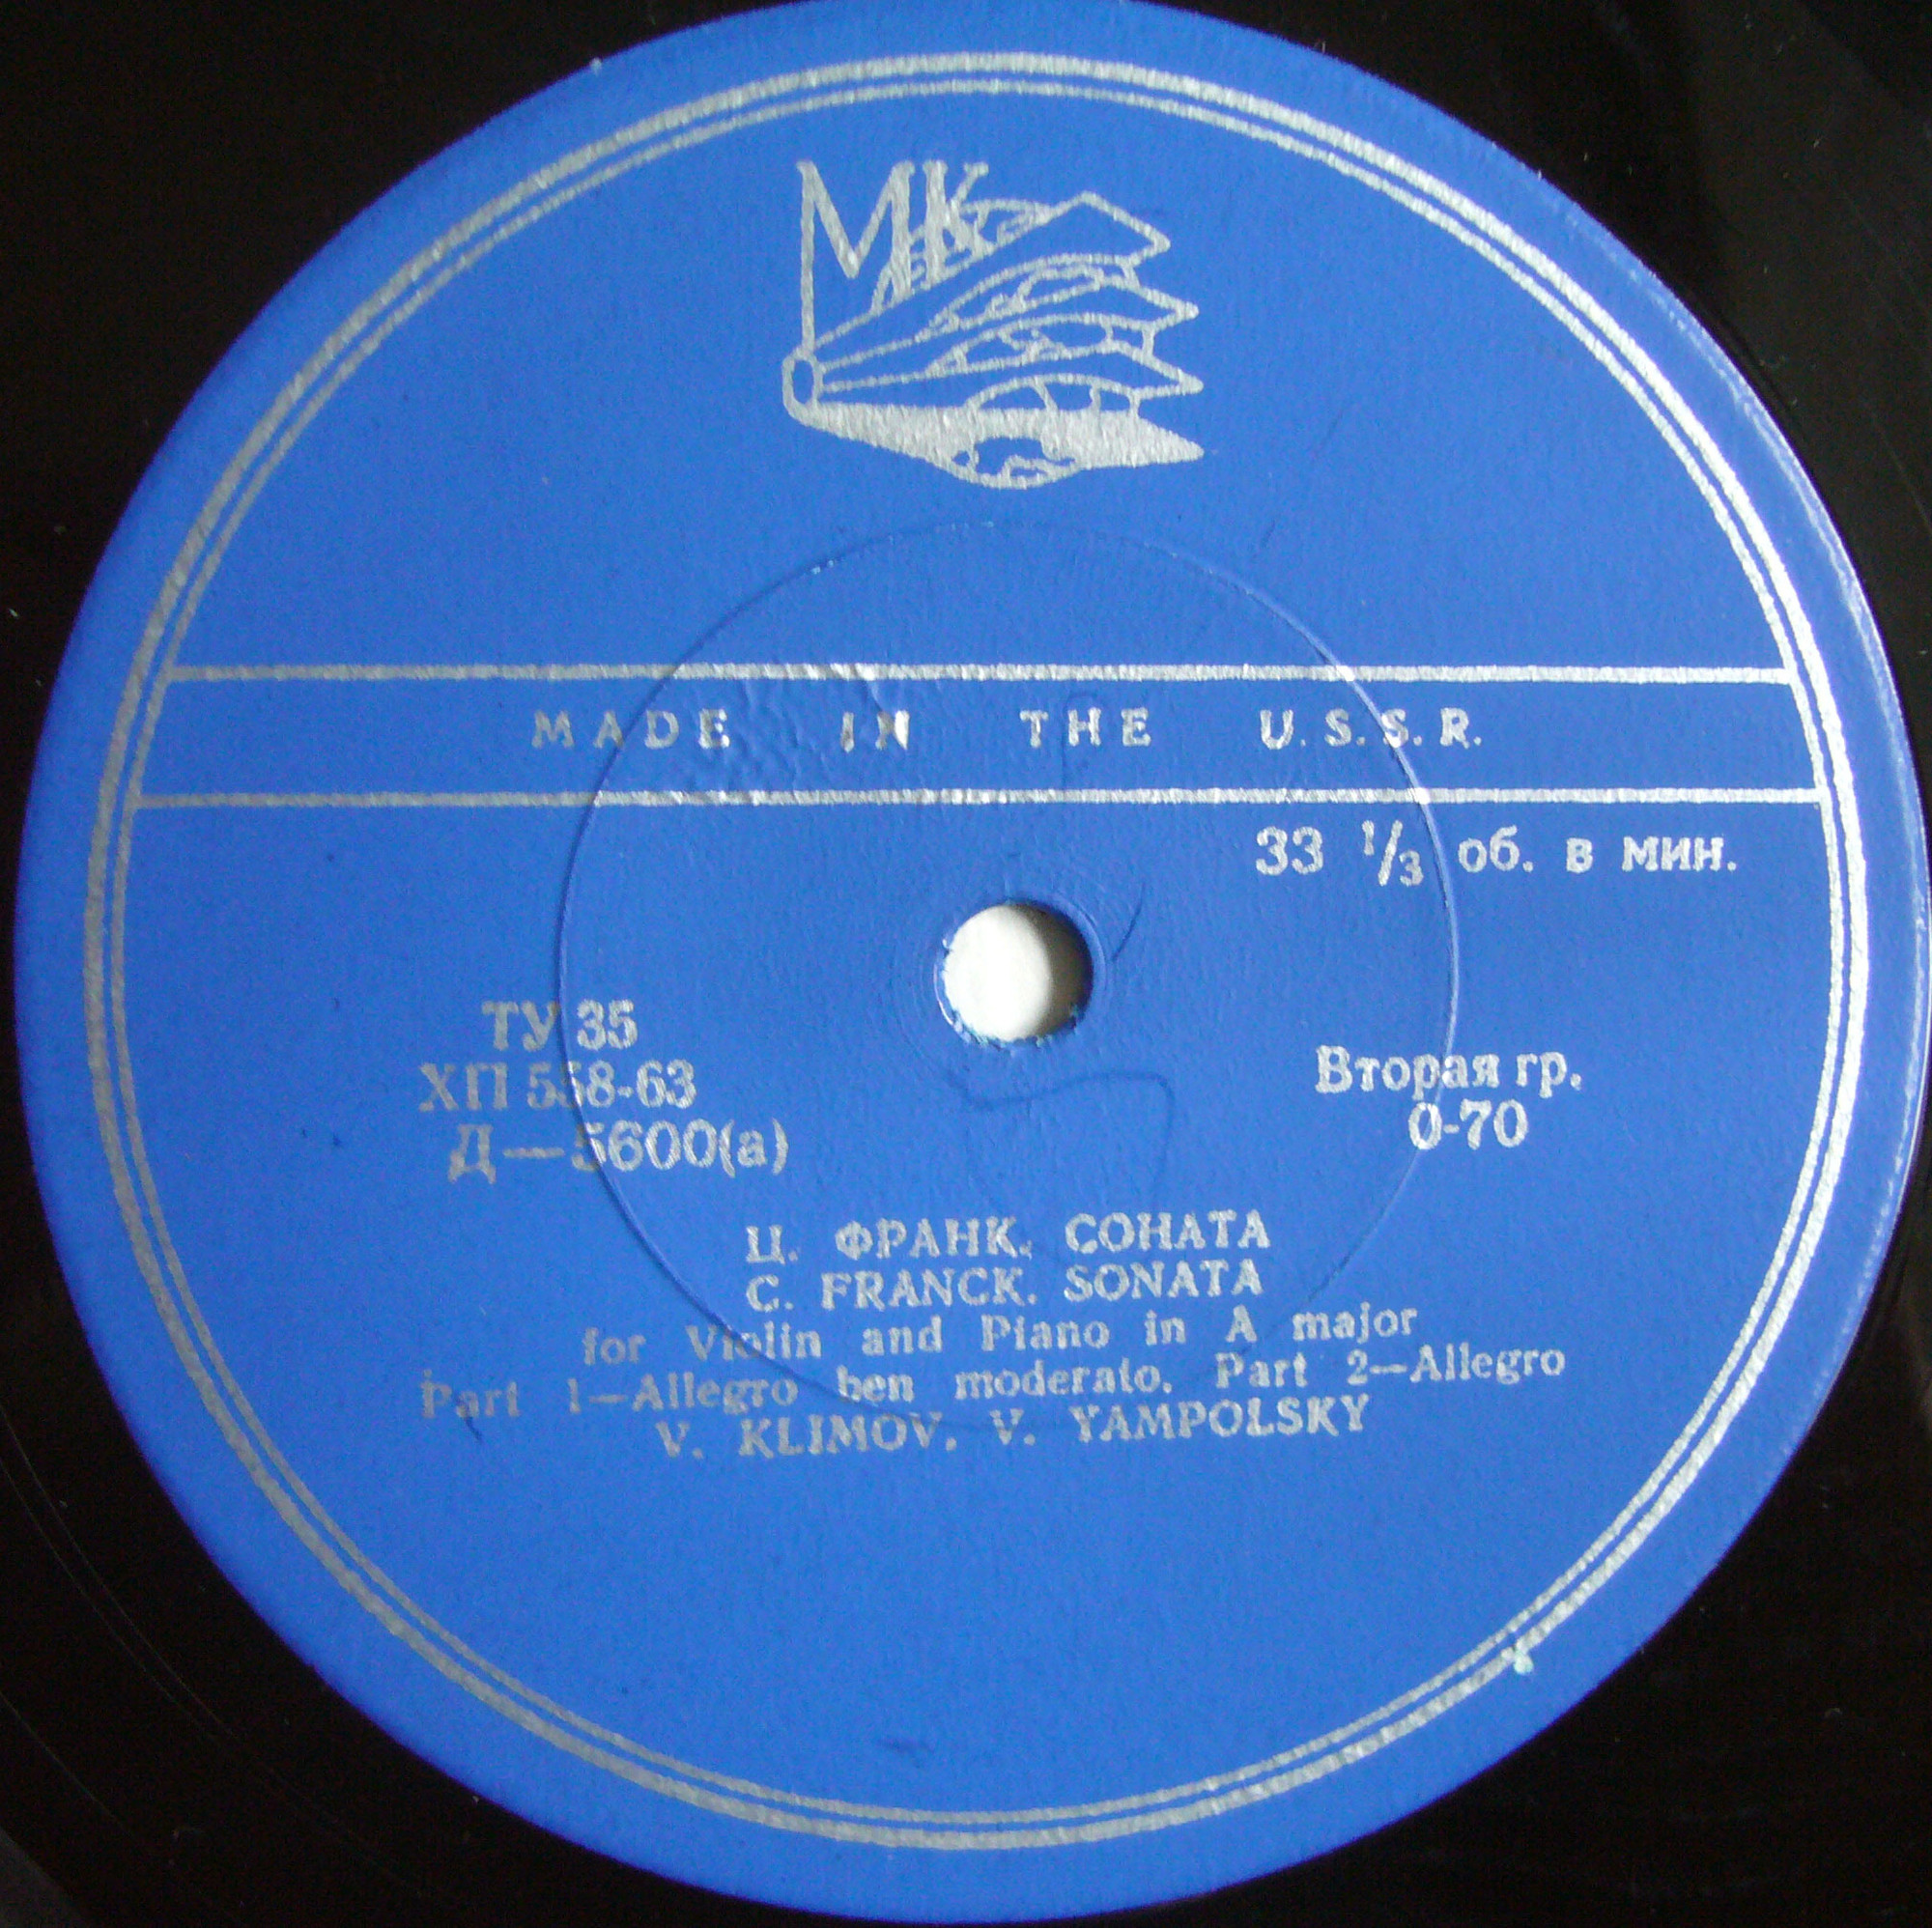 МК
MADE IN THE U.S.S.R.
33 1/3 об. в мин.
ТУ 35
ХП 558-63
Д—5600(а)
Вторая гр.
0-70
Ц. ФРАНК. СОНАТА
C. FRANCK. SONATA
for Violin and Piano in A major
Part 1—Allegro ben moderato. Part 2—Allegro
V. KLIMOV, V. YAMPOLSKY